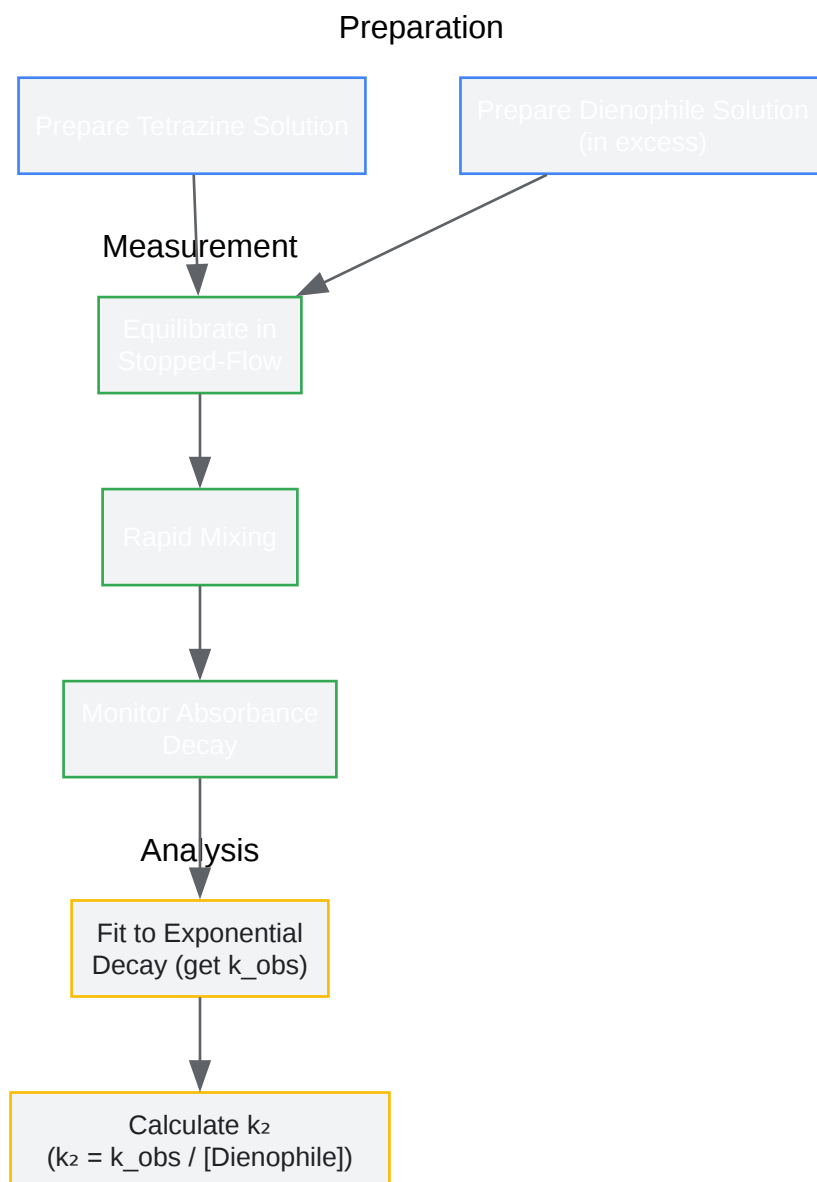 Preparation
Prepare Tetrazine Solution
Prepare Dienophile Solution
(in excess)
Measurement
Equilibrate in
Stopped-Flow
Rapid Mixing
Monitor Absorbance
Decay
Analysis
Fit to Exponential
Decay (get k_obs)
Calculate k₂
(k₂ = k_obs / [Dienophile])